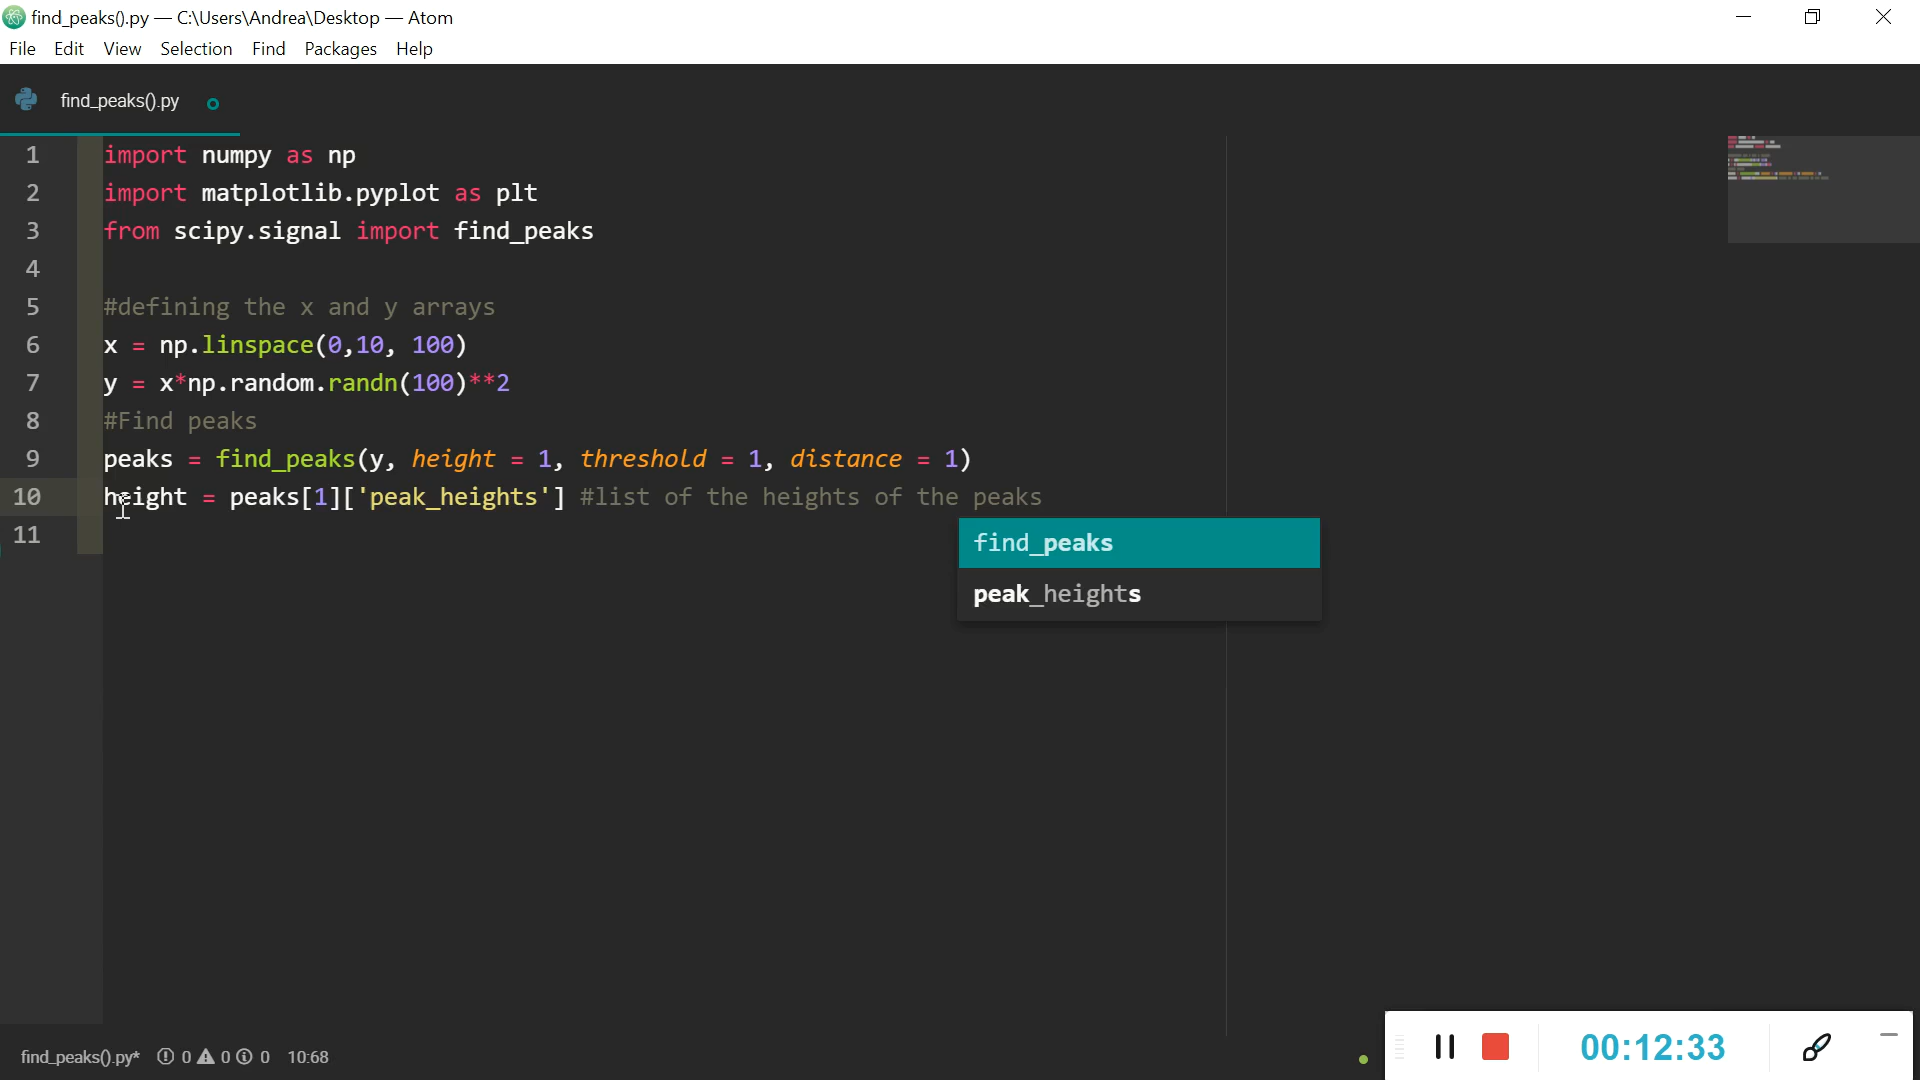 find_peaks().py — C:\Users\Andrea\Desktop — Atom
File Edit View Selection Find Packages Help
find_peaks().py
1 import numpy as np
2 import matplotlib.pyplot as plt
3 from scipy.signal import find_peaks
4
5 #defining the x and y arrays
6 x = np.linspace(0,10, 100)
7 y = x*np.random.randn(100)**2
8 #Find peaks
9 peaks = find_peaks(y, height = 1, threshold = 1, distance = 1)
10 height = peaks[1]['peak_heights'] #list of the heights of the peaks
11
find_peaks
peak_heights
find_peaks().py* 0 0 0 10:68
00:12:33